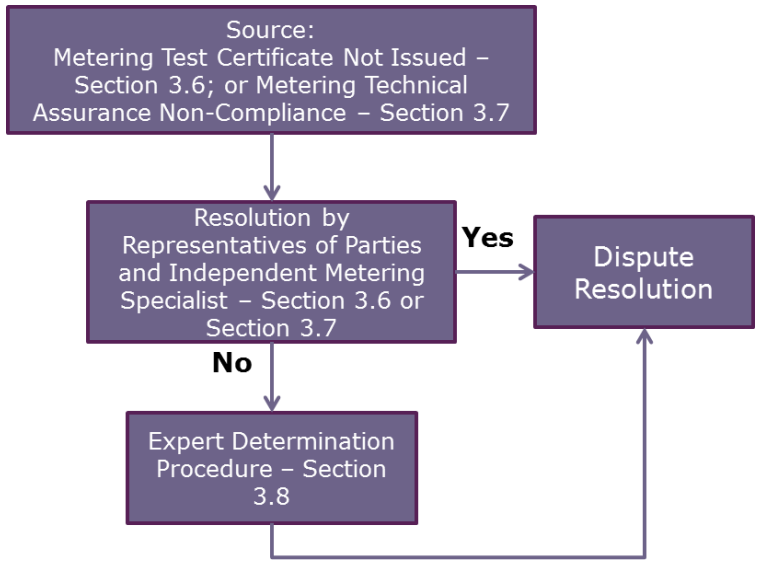 Source:
Metering Test Certificate Not Issued –
Section 3.6; or Metering Technical
Assurance Non-Compliance – Section 3.7
Resolution by
Representatives of Parties
and Independent Metering
Specialist – Section 3.6 or
Section 3.7
Yes
Dispute
Resolution
No
Expert Determination
Procedure – Section
3.8